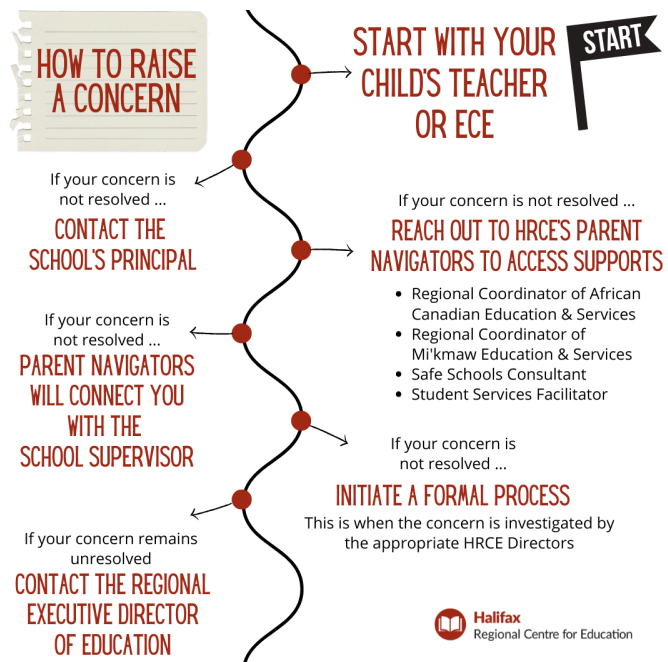 HOW TO RAISE
A CONCERN
START WITH YOUR
CHILD'S TEACHER
OR ECE
START
If your concern is
not resolved ...
CONTACT THE
SCHOOL'S PRINCIPAL
If your concern is not resolved ...
REACH OUT TO HRCE'S PARENT
NAVIGATORS TO ACCESS SUPPORTS
• Regional Coordinator of African
Canadian Education & Services
• Regional Coordinator of
Mi'kmaw Education & Services
• Safe Schools Consultant
• Student Services Facilitator
If your concern is
not resolved ...
PARENT NAVIGATORS
WILL CONNECT YOU
WITH THE
SCHOOL SUPERVISOR
If your concern is
not resolved ...
INITIATE A FORMAL PROCESS
This is when the concern is investigated by
the appropriate HRCE Directors
If your concern remains
unresolved
CONTACT THE REGIONAL
EXECUTIVE DIRECTOR
OF EDUCATION
Halifax
Regional Centre for Education